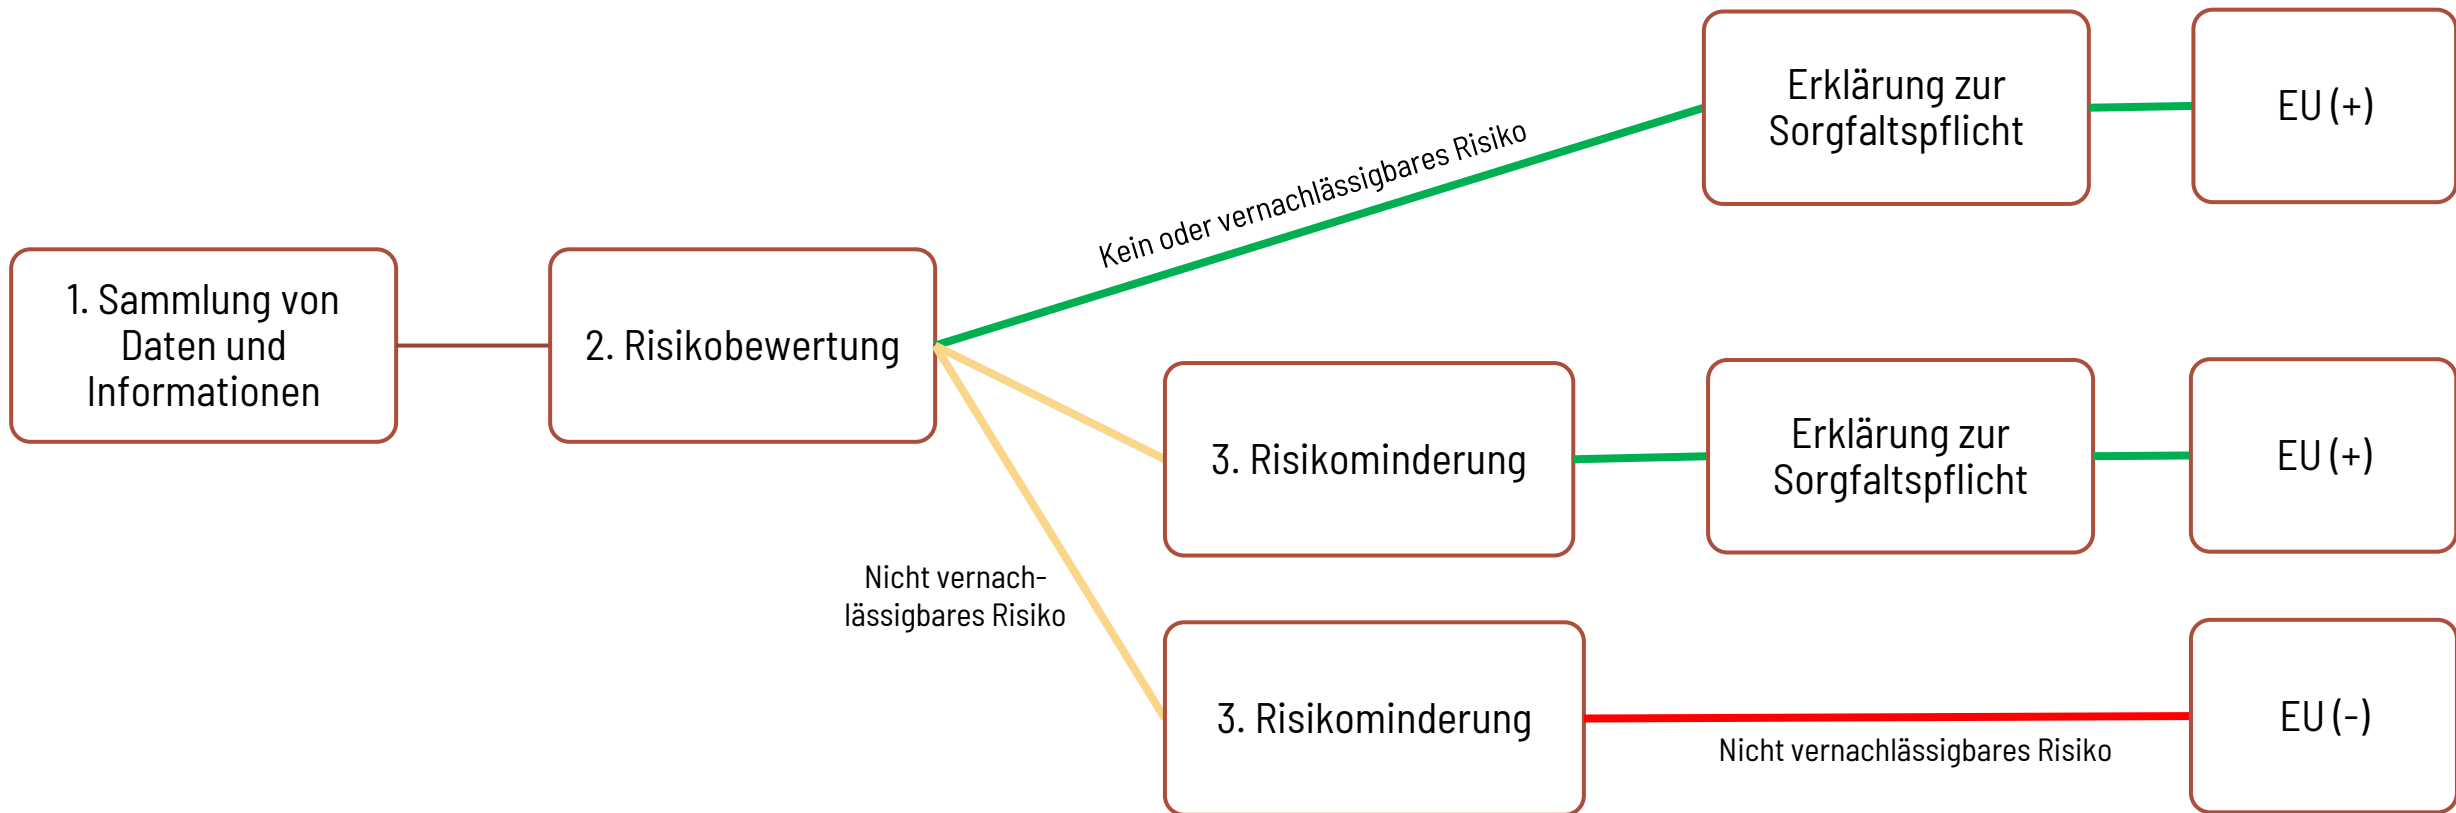 Erklärung zur
Sorgfaltspflicht
EU (+)
Kein oder vernachlässigbares Risiko
1. Sammlung von
Daten und
Informationen
2. Risikobewertung
3. Risikominderung
Erklärung zur
Sorgfaltspflicht
EU (+)
Nicht vernach-
lässigbares Risiko
3. Risikominderung
Nicht vernachlässigbares Risiko
EU (-)